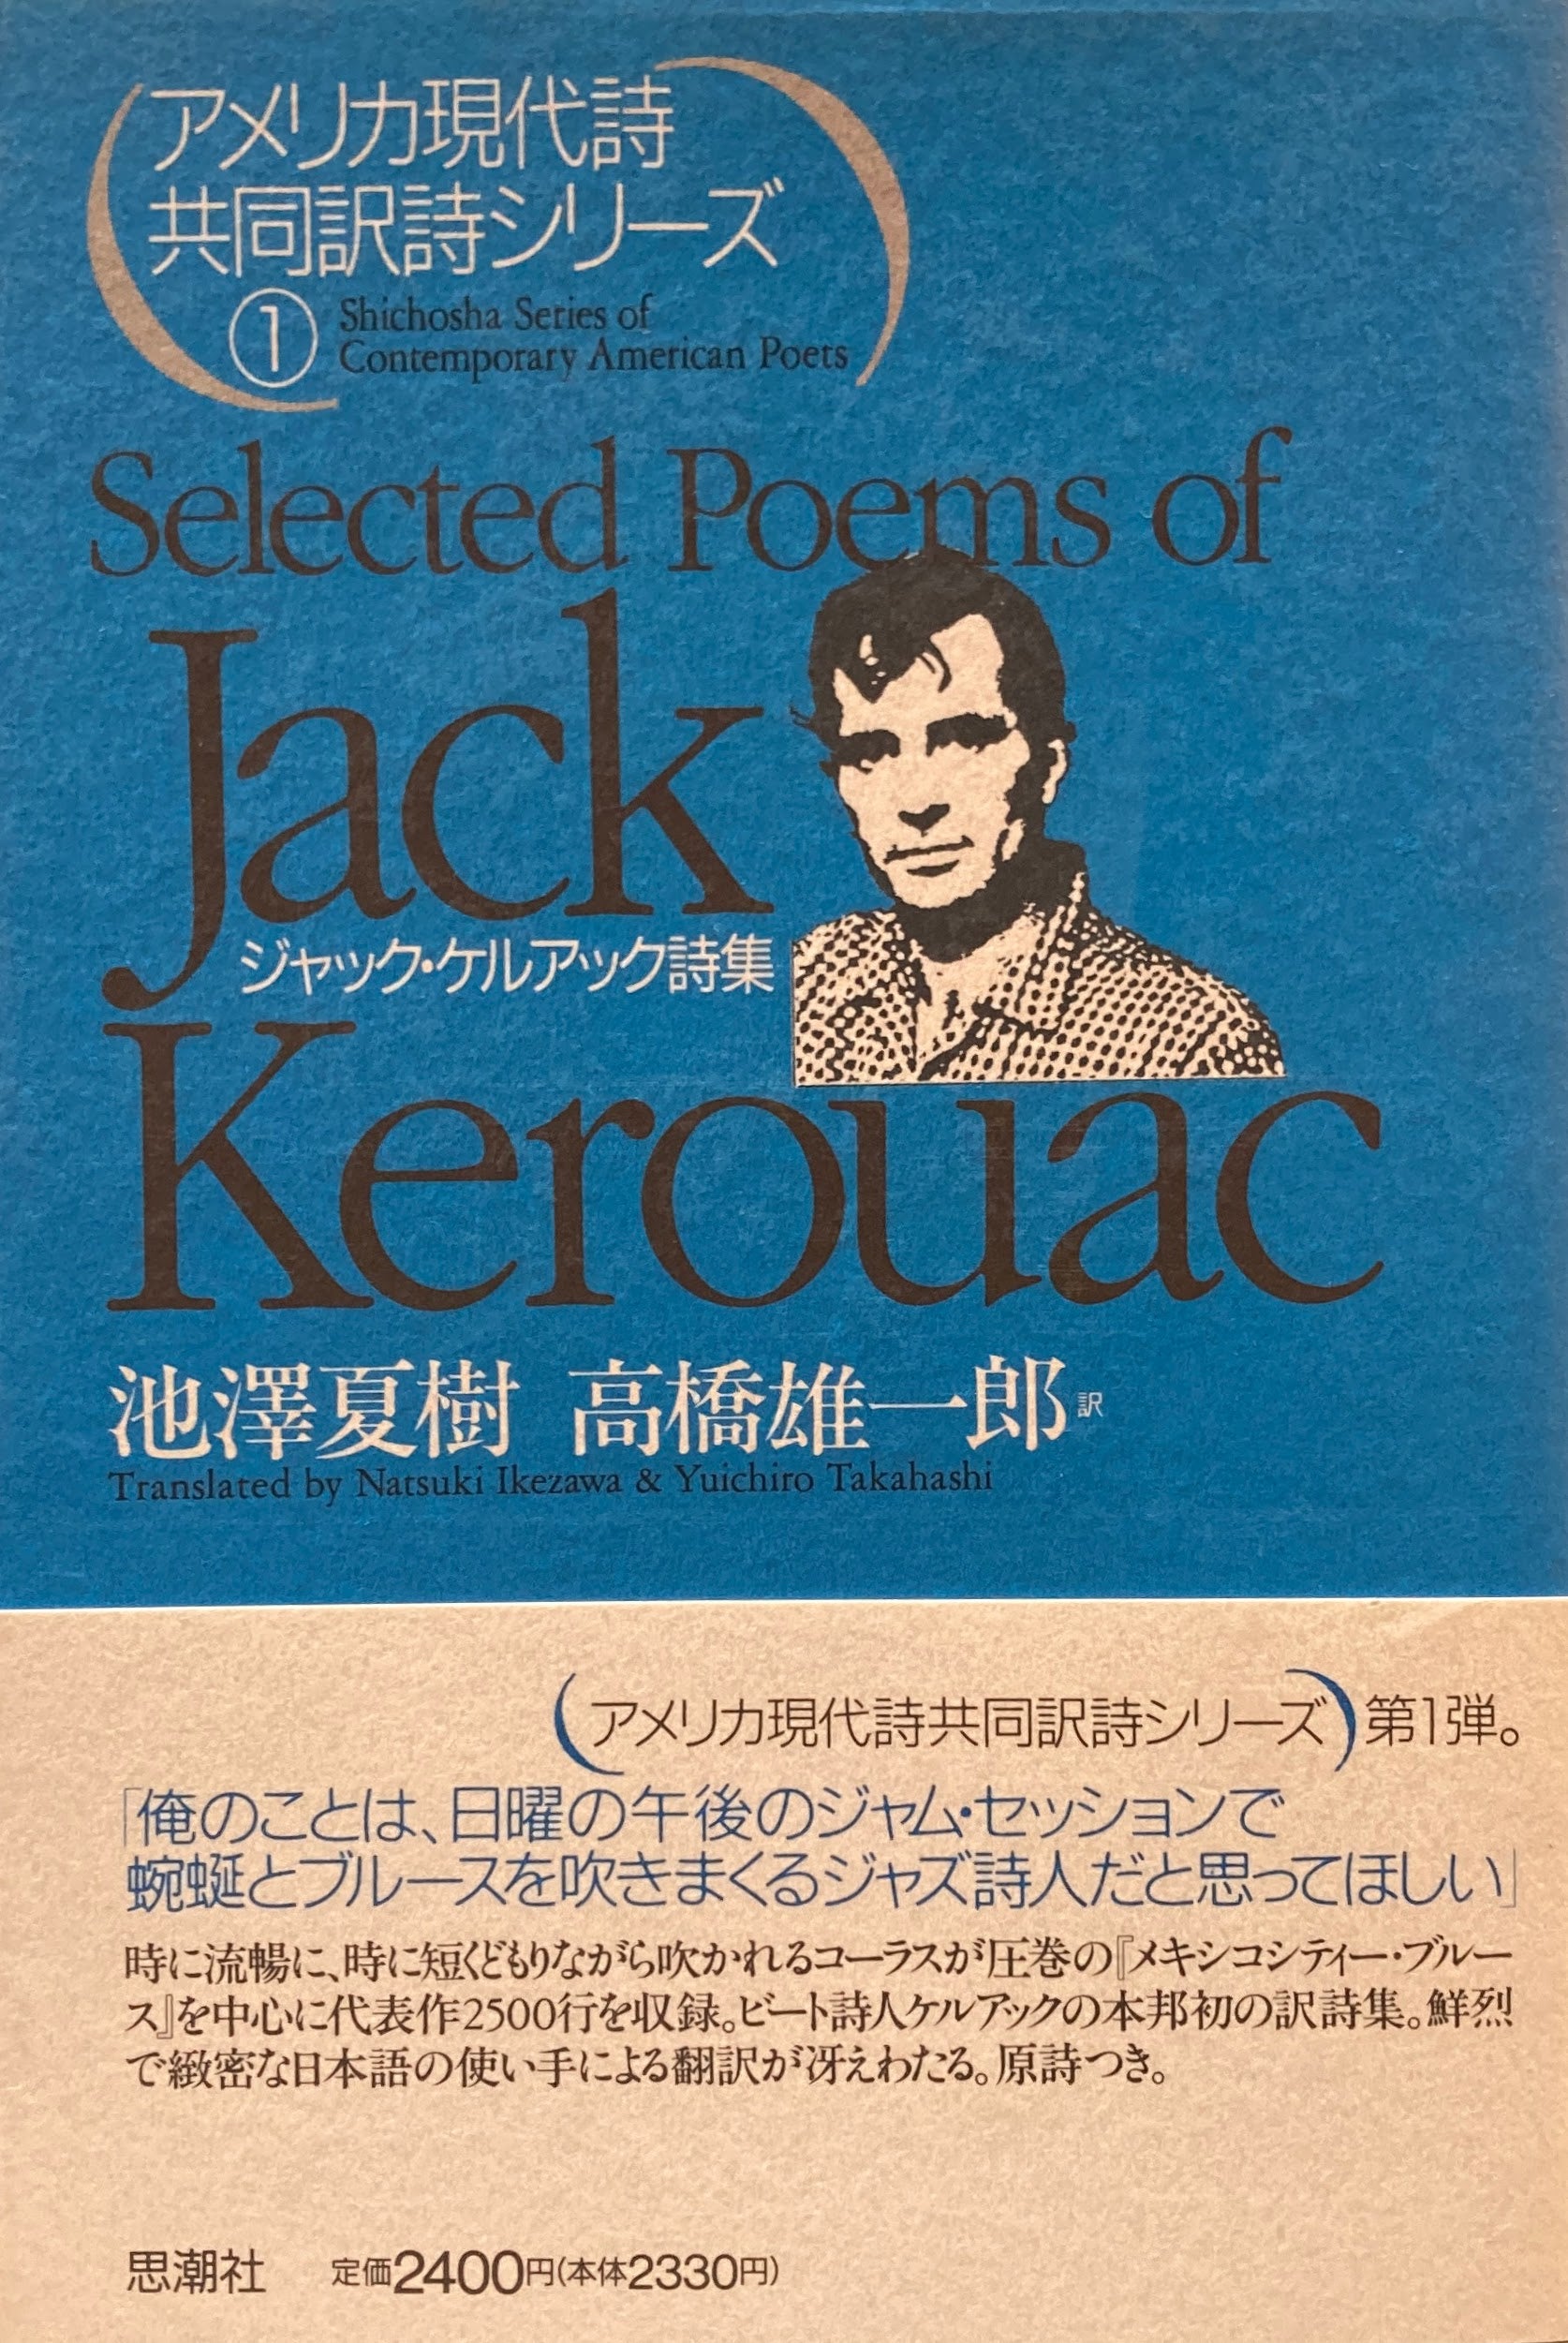 アメリカ現代詩
共同訳詩シリーズ
① Shichosha Series of
Contemporary American Poets
Selected Poems of
Jack
ジャック・ケルアック詩集
Kerouac
池澤夏樹 高橋雄一郎 訳
Translated by Natsuki Ikezawa & Yuichiro Takahashi
(アメリカ現代詩共同訳詩シリーズ)第1弾。
「俺のことは、日曜の午後のジャム・セッションで
蜿蜒とブルースを吹きまくるジャズ詩人だと思ってほしい」
時に流暢に、時に短くどもりながら吹かれるコーラスが圧巻の『メキシコシティー・ブルー
ス』を中心に代表作2500行を収録。ビート詩人ケルアックの本邦初の訳詩集。鮮烈
で緻密な日本語の使い手による翻訳が冴えわたる。原詩つき。
思潮社 定価2400円(本体2330円)